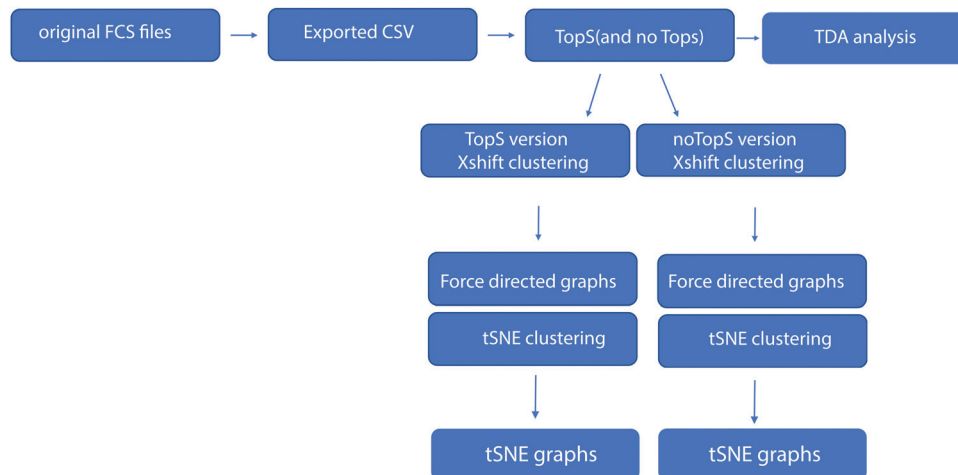 original FCS files
Exported CSV
TopS(and no Tops)
TDA analysis
TopS version
Xshift clustering
noTopS version
Xshift clustering
Force directed graphs
Force directed graphs
tSNE clustering
tSNE clustering
tSNE graphs
tSNE graphs